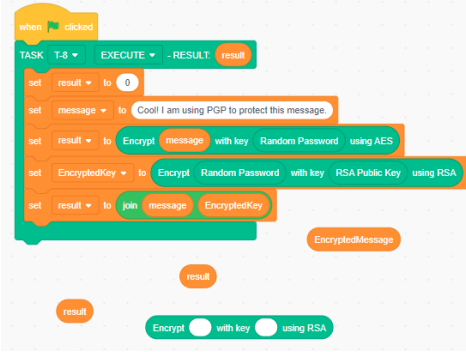 when clicked
TASK T-8 EXECUTE - RESULT: result
set result to 0
set message to Cool! I am using PGP to protect this message.
set result to Encrypt message with key Random Password using AES
set EncryptedKey to Encrypt Random Password with key RSA Public Key using RSA
set result to join message EncryptedKey
EncryptedMessage
result
result
Encrypt with key using RSA